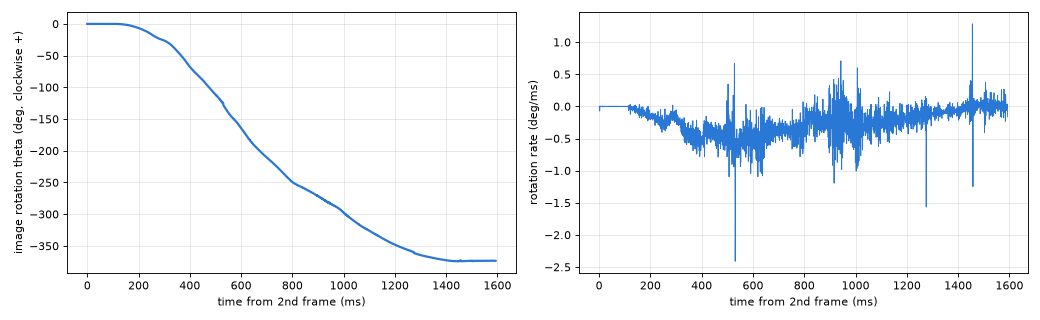 image rotation theta (deg, clockwise +)
0
−50
−100
−150
−200
−250
−300
−350
0 200 400 600 800 1000 1200 1400 1600
time from 2nd frame (ms)
rotation rate (deg/ms)
1.0
0.5
0.0
−0.5
−1.0
−1.5
−2.0
−2.5
0 200 400 600 800 1000 1200 1400 1600
time from 2nd frame (ms)